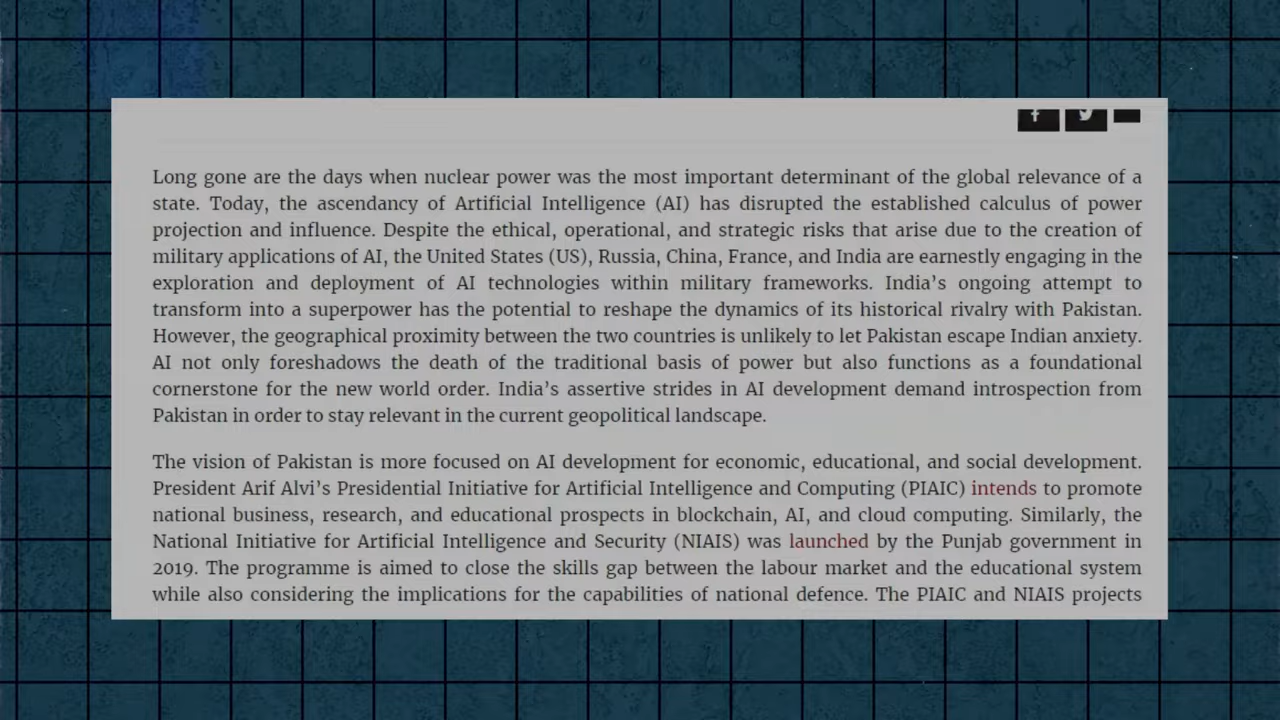 Long gone are the days when nuclear power was the most important determinant of the global relevance of a
state. Today, the ascendancy of Artificial Intelligence (AI) has disrupted the established calculus of power
projection and influence. Despite the ethical, operational, and strategic risks that arise due to the creation of
military applications of AI, the United States (US), Russia, China, France, and India are earnestly engaging in the
exploration and deployment of AI technologies within military frameworks. India’s ongoing attempt to
transform into a superpower has the potential to reshape the dynamics of its historical rivalry with Pakistan.
However, the geographical proximity between the two countries is unlikely to let Pakistan escape Indian anxiety.
AI not only foreshadows the death of the traditional basis of power but also functions as a foundational
cornerstone for the new world order. India’s assertive strides in AI development demand introspection from
Pakistan in order to stay relevant in the current geopolitical landscape.
The vision of Pakistan is more focused on AI development for economic, educational, and social development.
President Arif Alvi’s Presidential Initiative for Artificial Intelligence and Computing (PIAIC) intends to promote
national business, research, and educational prospects in blockchain, AI, and cloud computing. Similarly, the
National Initiative for Artificial Intelligence and Security (NIAIS) was launched by the Punjab government in
2019. The programme is aimed to close the skills gap between the labour market and the educational system
while also considering the implications for the capabilities of national defence. The PIAIC and NIAIS projects